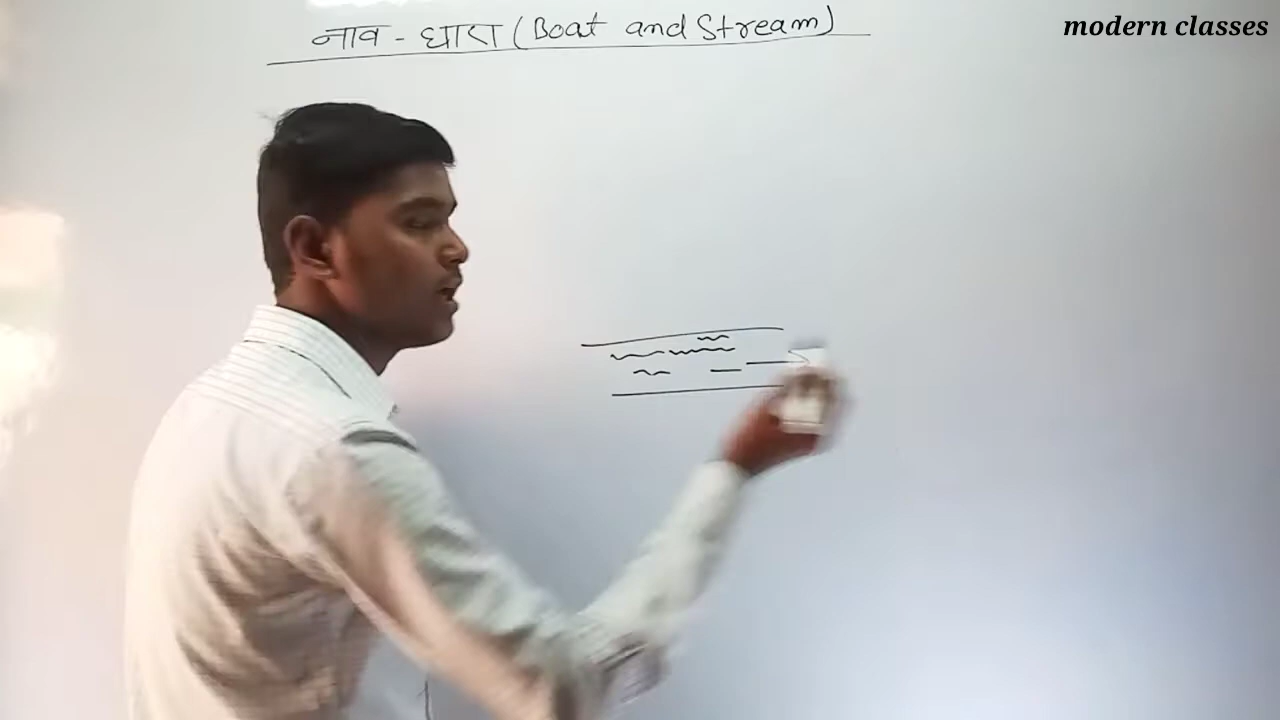 नाव - धारा (Boat and Stream)
modern classes